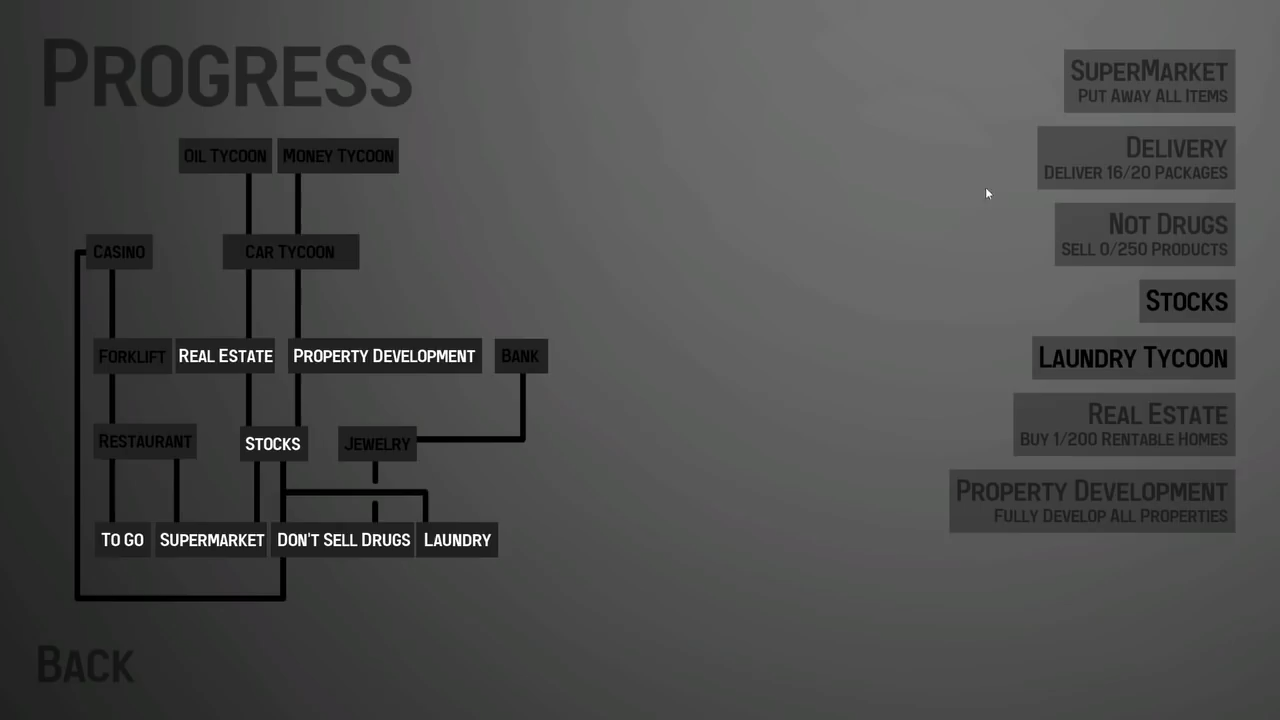 Progress
Oil Tycoon
Money Tycoon
Casino
Car Tycoon
Forklift
Real Estate
Property Development
Bank
Restaurant
Stocks
Jewelry
To Go
Supermarket
Don't Sell Drugs
Laundry
Back
SuperMarket
Put Away All Items
Delivery
Deliver 16/20 Packages
Not Drugs
Sell 0/250 Products
Stocks
Laundry Tycoon
Real Estate
Buy 1/200 Rentable Homes
Property Development
Fully Develop All Properties